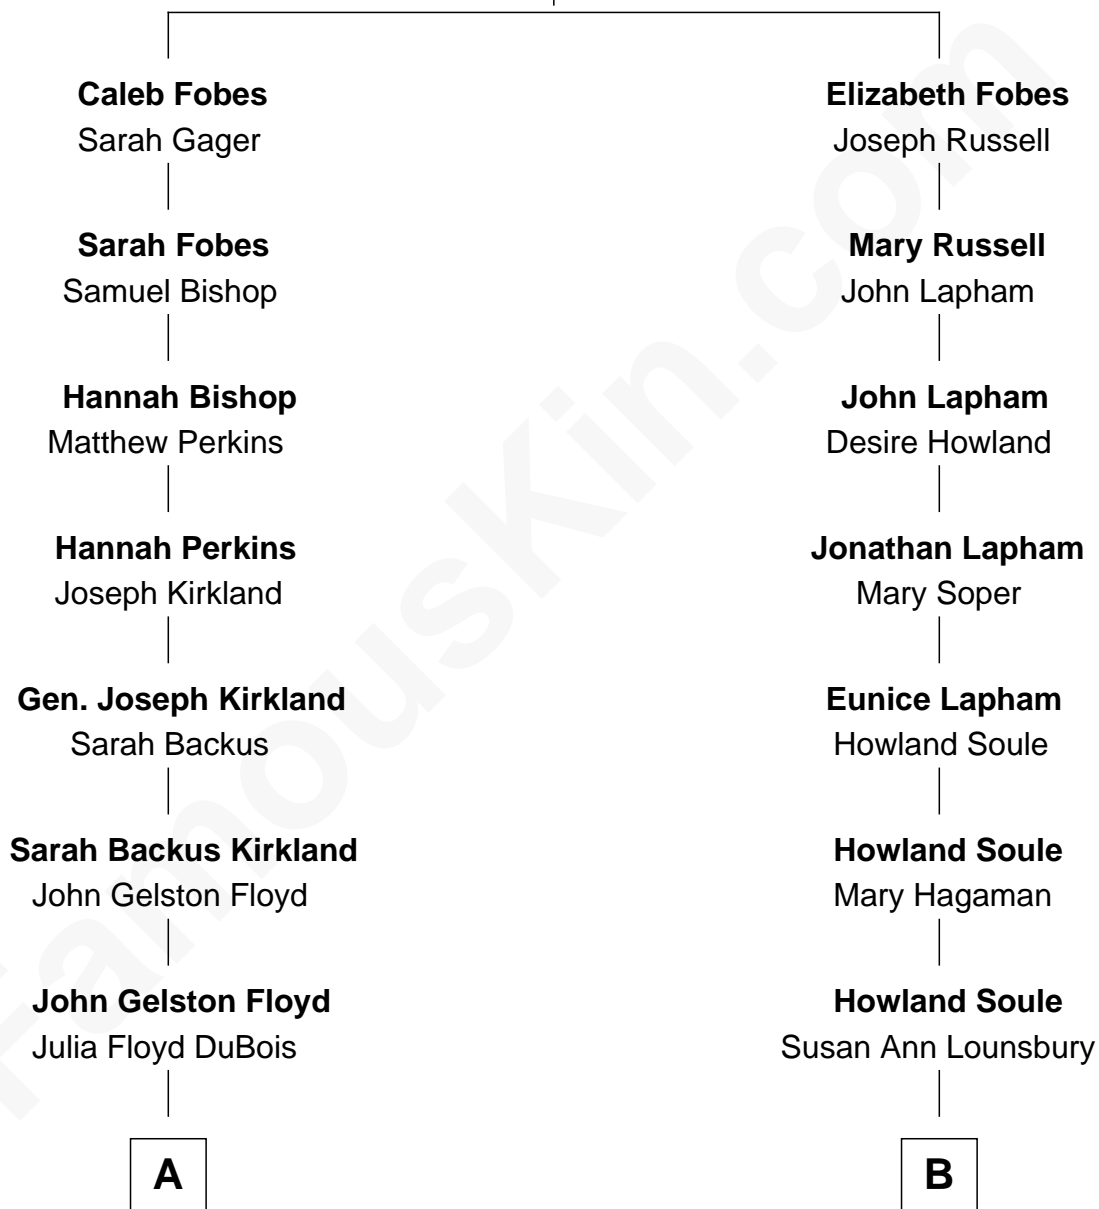 Caleb Fobes
Sarah Gager
Sarah Fobes
Samuel Bishop
Hannah Bishop
Matthew Perkins
Hannah Perkins
Joseph Kirkland
Gen. Joseph Kirkland
Sarah Backus
Sarah Backus Kirkland
John Gelston Floyd
John Gelston Floyd
Julia Floyd DuBois
A
Elizabeth Fobes
Joseph Russell
Mary Russell
John Lapham
John Lapham
Desire Howland
Jonathan Lapham
Mary Soper
Eunice Lapham
Howland Soule
Howland Soule
Mary Hagaman
Howland Soule
Susan Ann Lounsbury
B
FamousKin.com